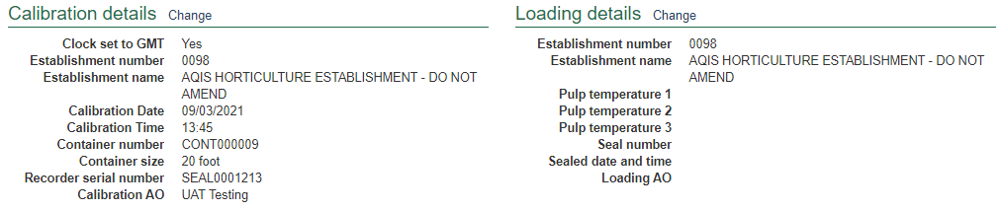 Calibration details Change
Clock set to GMT Yes
Establishment number 0098
Establishment name AQIS HORTICULTURE ESTABLISHMENT - DO NOT
AMEND
Calibration Date 09/03/2021
Calibration Time 13:45
Container number CONT000009
Container size 20 foot
Recorder serial number SEAL0001213
Calibration AO UAT Testing
Loading details Change
Establishment number 0098
Establishment name AQIS HORTICULTURE ESTABLISHMENT - DO NOT
AMEND
Pulp temperature 1
Pulp temperature 2
Pulp temperature 3
Seal number
Sealed date and time
Loading AO